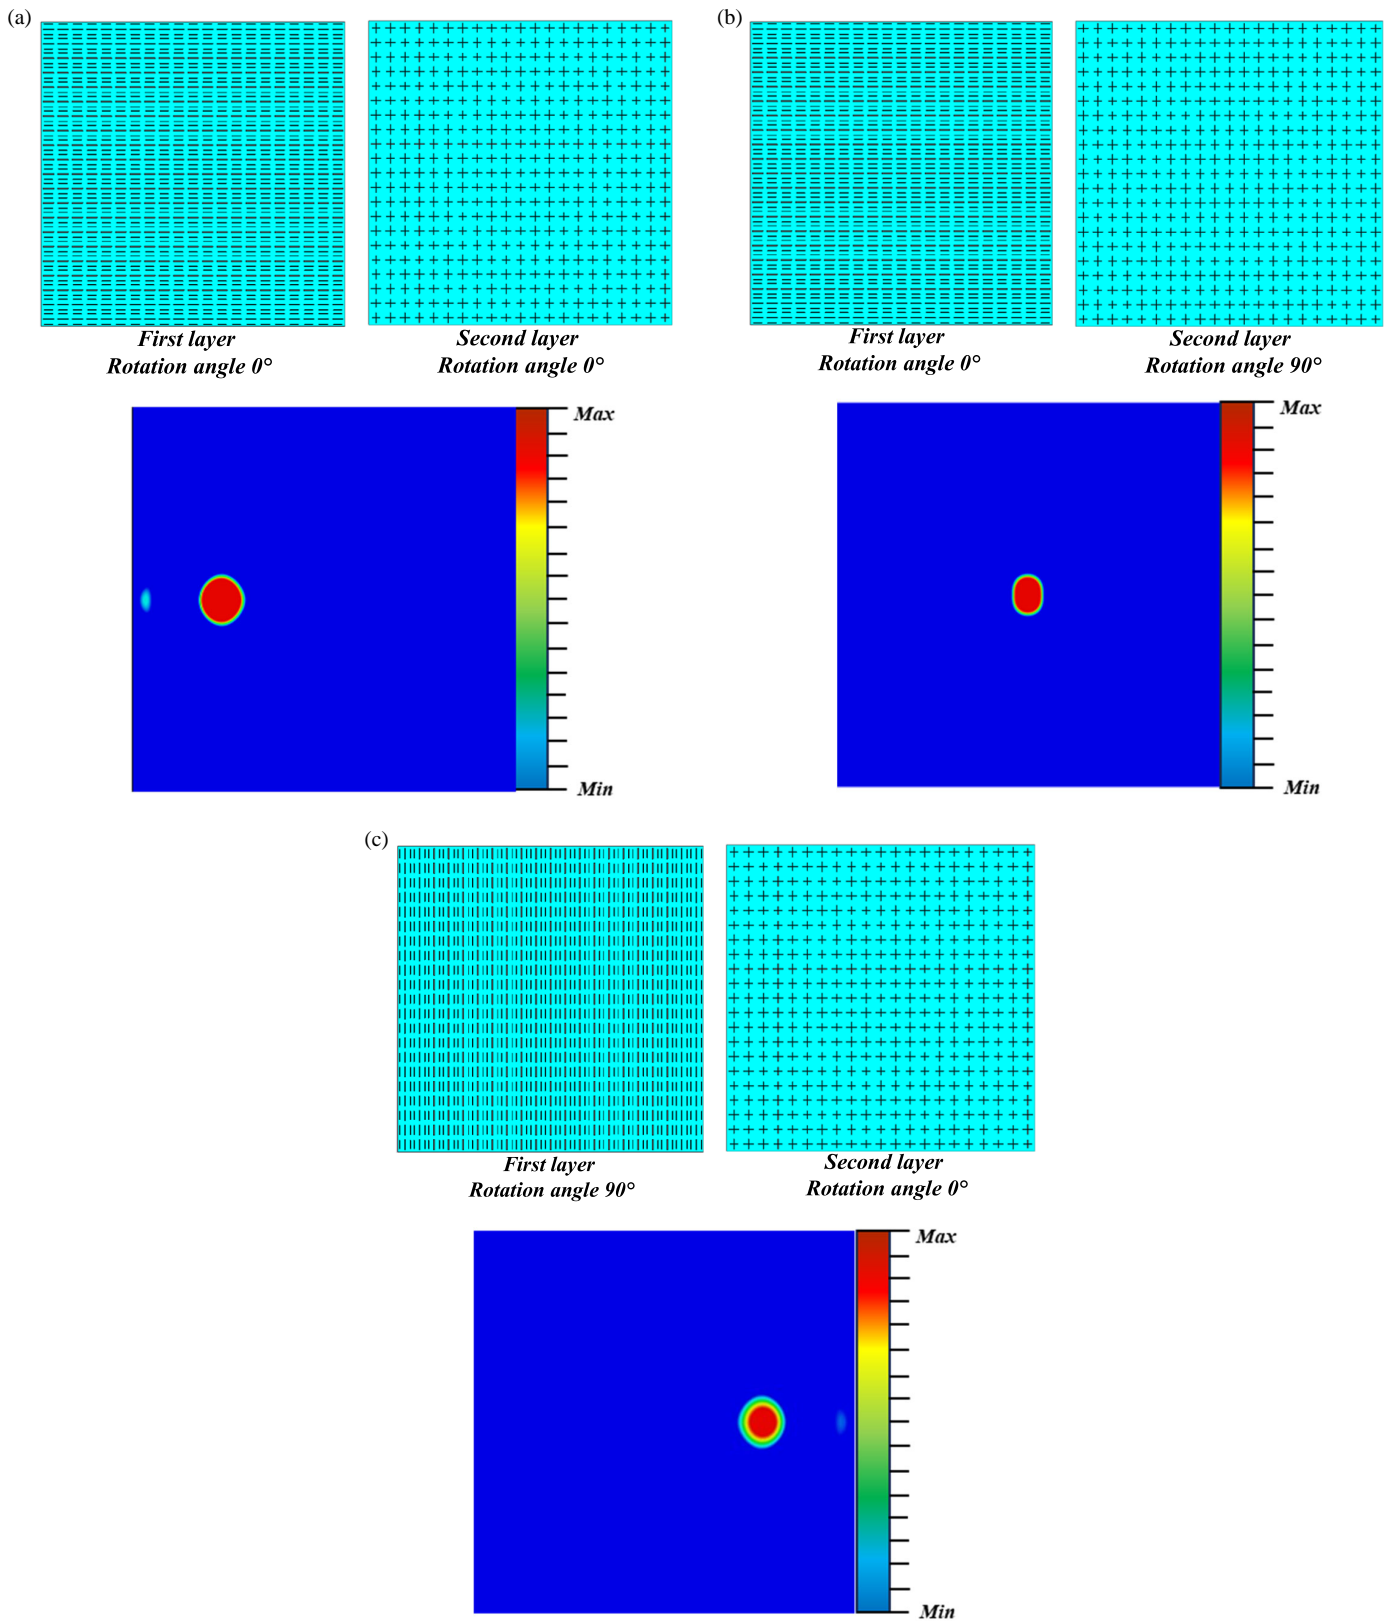 (a)
(b)
First layer
Rotation angle 0°
Second layer
Rotation angle 0°
First layer
Rotation angle 0°
Second layer
Rotation angle 90°
Max
Min
Max
Min
(c)
First layer
Rotation angle 90°
Second layer
Rotation angle 0°
Max
Min